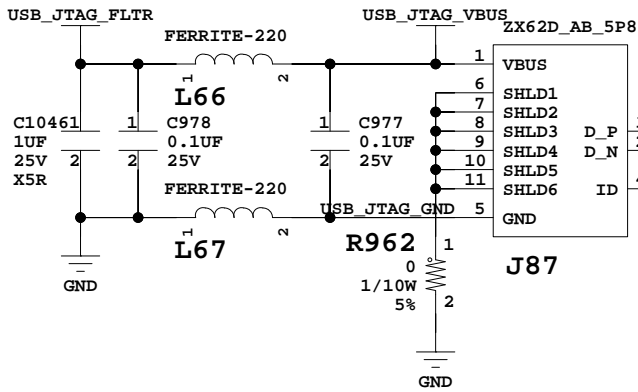 USB_JTAG_FLTR
USB_JTAG_VBUS
ZX62D_AB_5P8
FERRITE-220
1
2
L66
1 VBUS
6 SHLD1
7 SHLD2
8 SHLD3 D_P
9 SHLD4 D_N
10 SHLD5
11 SHLD6 ID
5 GND
J87
C10461
1UF
2
25V
X5R
1 C978
0.1UF
2 25V
1 C977
0.1UF
2 25V
FERRITE-220
1
2
L67
USB_JTAG_GND
R962
1
0
1/10W
5%
2
GND
GND